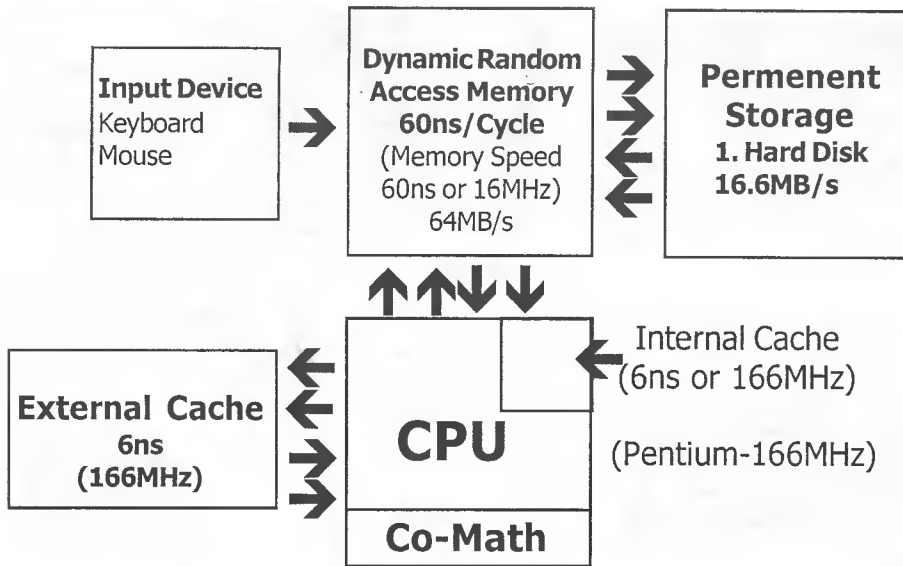 Input Device
Keyboard
Mouse
Dynamic Random
Access Memory
60ns/Cycle
(Memory Speed
60ns or 16MHz)
64MB/s
Permenent
Storage
1. Hard Disk
16.6MB/s
External Cache
6ns
(166MHz)
CPU
Co-Math
Internal Cache
(6ns or 166MHz)
(Pentium-166MHz)